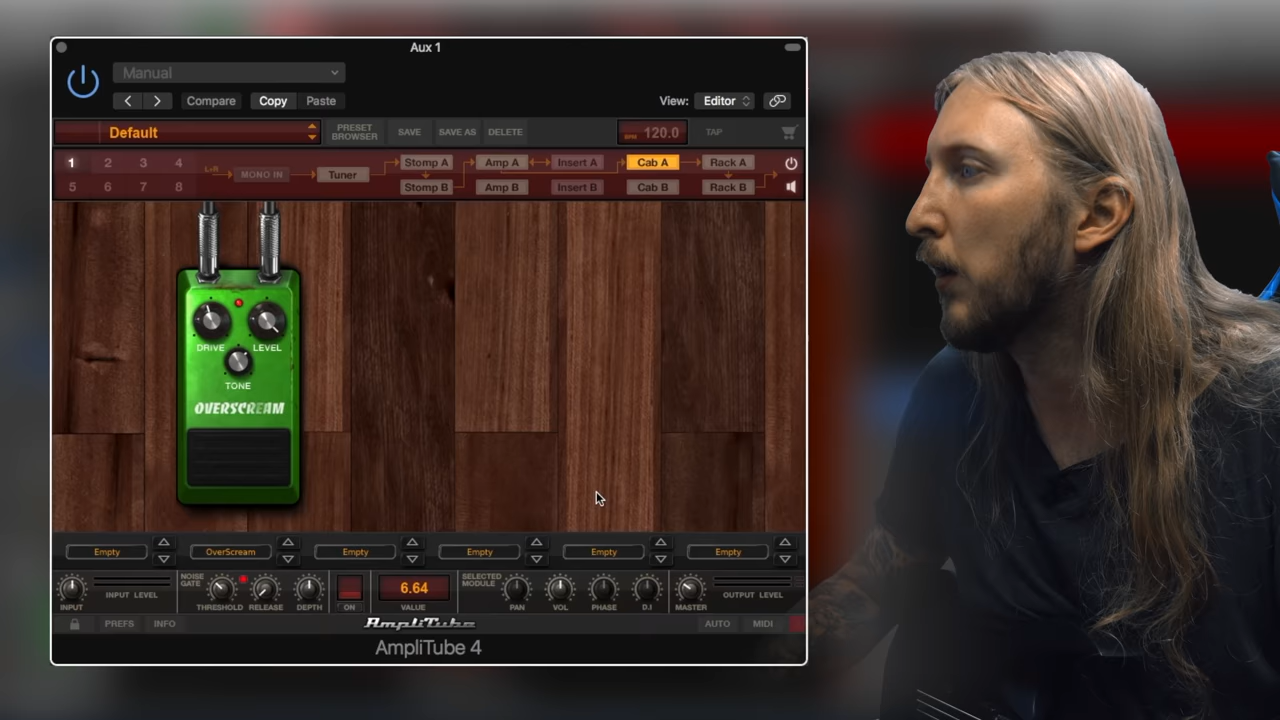 Aux 1
Manual
Compare Copy Paste View: Editor
Default PRESET BROWSER SAVE SAVE AS DELETE BPM 120.0 TAP
1 2 3 4 L+R MONO IN Tuner Stomp A Amp A Insert A Cab A Rack A
5 6 7 8 Stomp B Amp B Insert B Cab B Rack B
DRIVE LEVEL
TONE
OVERSCREAM
Empty OverScream Empty Empty Empty Empty
INPUT INPUT LEVEL NOISE GATE THRESHOLD RELEASE DEPTH ON 6.64 VALUE SELECTED MODULE PAN VOL PHASE D.I MASTER OUTPUT LEVEL
PREFS INFO AmpliTube AUTO MIDI
AmpliTube 4